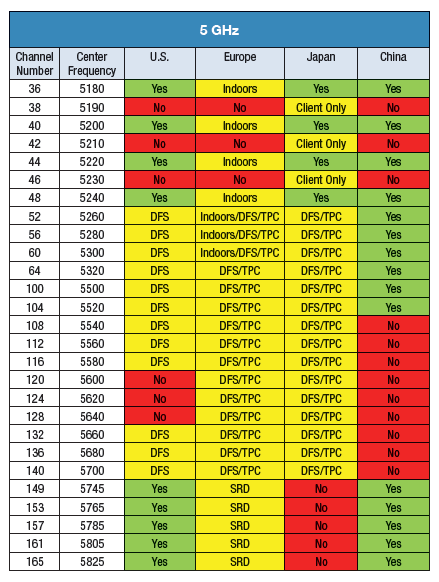 5 GHz
Channel Number Center Frequency U.S. Europe Japan China
36 5180 Yes Indoors Yes Yes
38 5190 No No Client Only No
40 5200 Yes Indoors Yes Yes
42 5210 No No Client Only No
44 5220 Yes Indoors Yes Yes
46 5230 No No Client Only No
48 5240 Yes Indoors Yes Yes
52 5260 DFS Indoors/DFS/TPC DFS/TPC Yes
56 5280 DFS Indoors/DFS/TPC DFS/TPC Yes
60 5300 DFS Indoors/DFS/TPC DFS/TPC Yes
64 5320 DFS DFS/TPC DFS/TPC Yes
100 5500 DFS DFS/TPC DFS/TPC Yes
104 5520 DFS DFS/TPC DFS/TPC Yes
108 5540 DFS DFS/TPC DFS/TPC No
112 5560 DFS DFS/TPC DFS/TPC No
116 5580 DFS DFS/TPC DFS/TPC No
120 5600 No DFS/TPC DFS/TPC No
124 5620 No DFS/TPC DFS/TPC No
128 5640 No DFS/TPC DFS/TPC No
132 5660 DFS DFS/TPC DFS/TPC No
136 5680 DFS DFS/TPC DFS/TPC No
140 5700 DFS DFS/TPC DFS/TPC No
149 5745 Yes SRD No Yes
153 5765 Yes SRD No Yes
157 5785 Yes SRD No Yes
161 5805 Yes SRD No Yes
165 5825 Yes SRD No Yes